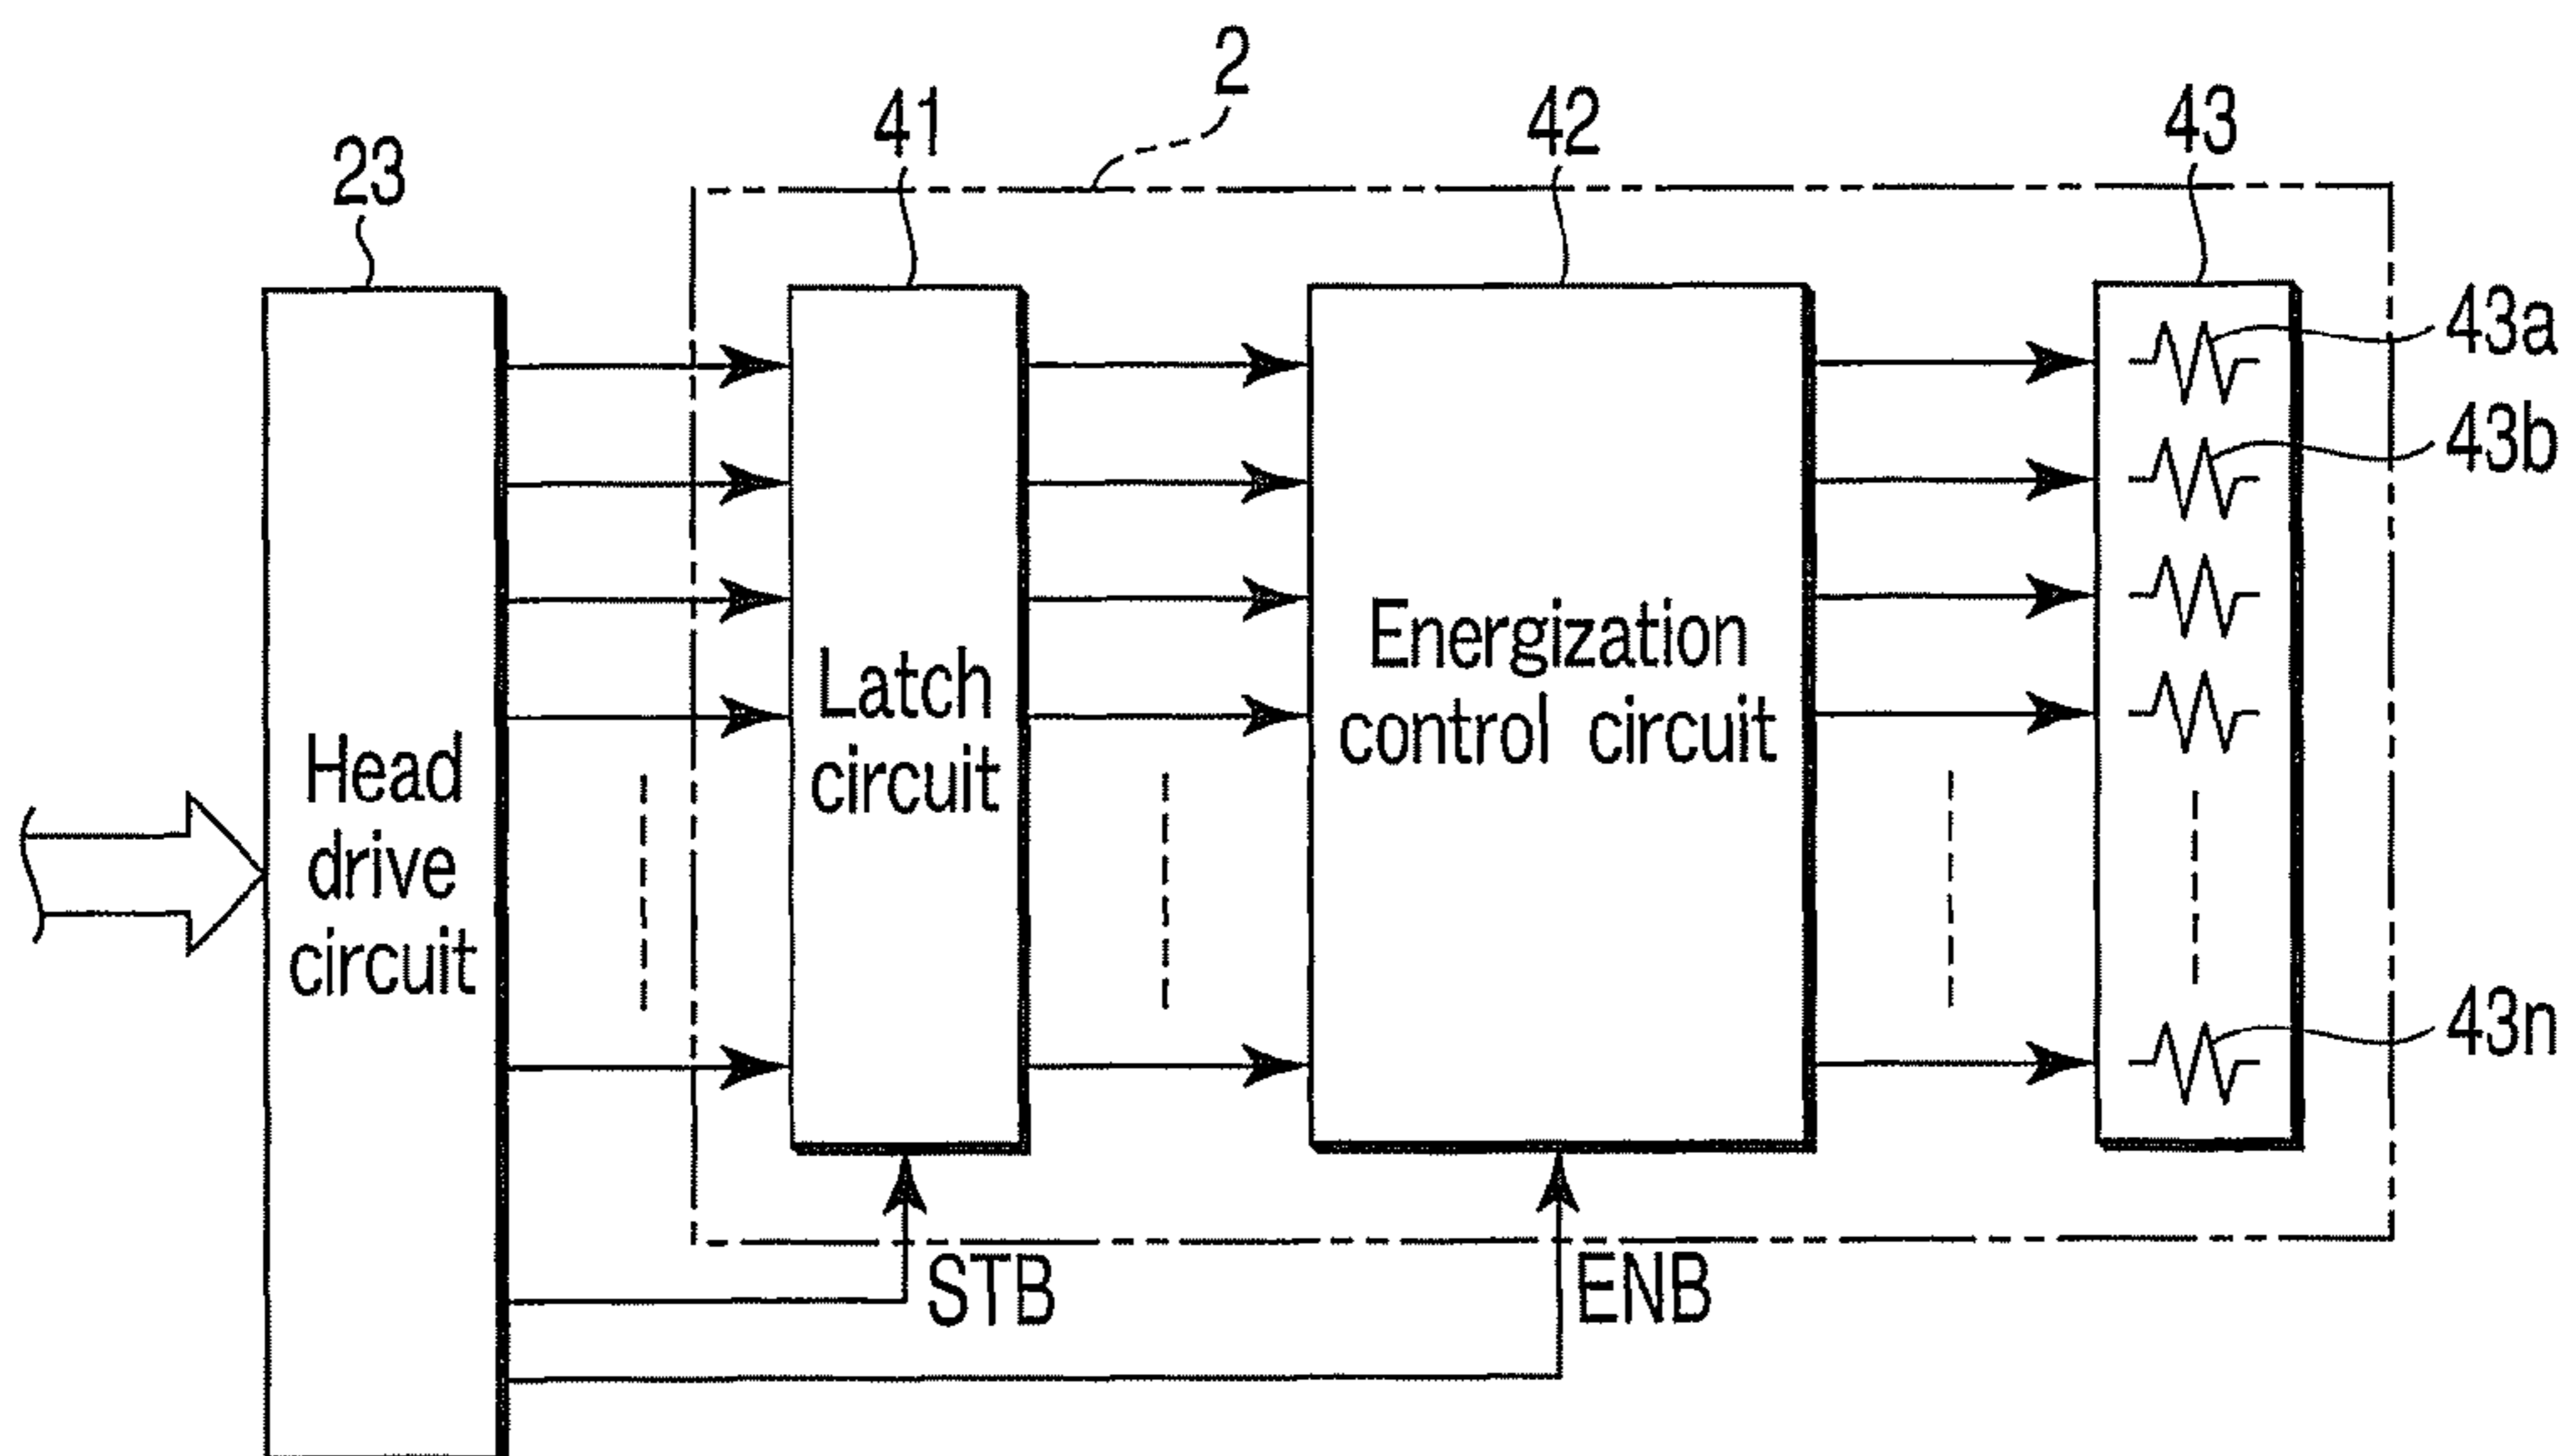 2
41
42
43
23
43a
43b
Energization
control circuit
Latch
circuit
Head
drive
circuit
43n
STB
ENB